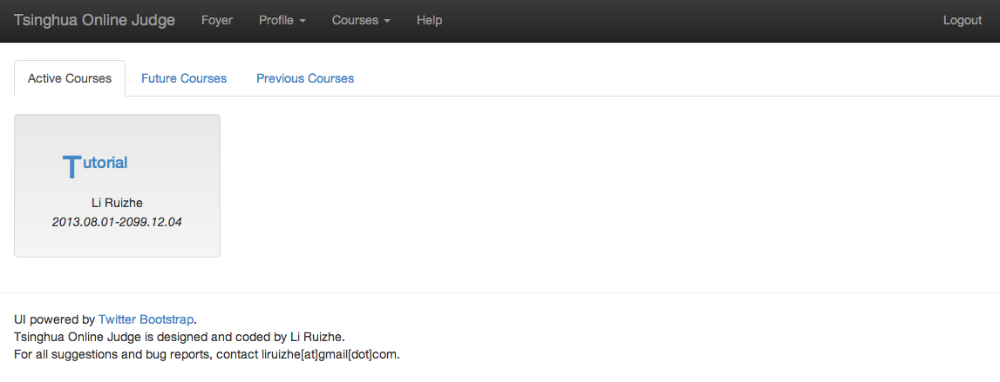 Tsinghua Online Judge Foyer Profile Courses Help Logout
Active Courses Future Courses Previous Courses
Tutorial
Li Ruizhe
2013.08.01-2099.12.04
UI powered by Twitter Bootstrap.
Tsinghua Online Judge is designed and coded by Li Ruizhe.
For all suggestions and bug reports, contact liruizhe[at]gmail[dot]com.